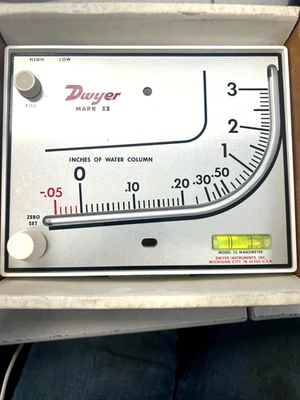 HIGH LOW
FILL
Dwyer
MARK II
3
2
1
INCHES OF WATER COLUMN
-.05 0 .10 .20 .30 .50
ZERO
SET
MODEL 25 MANOMETER
DWYER INSTRUMENTS, INC.
MICHIGAN CITY, IN 46360 U.S.A.